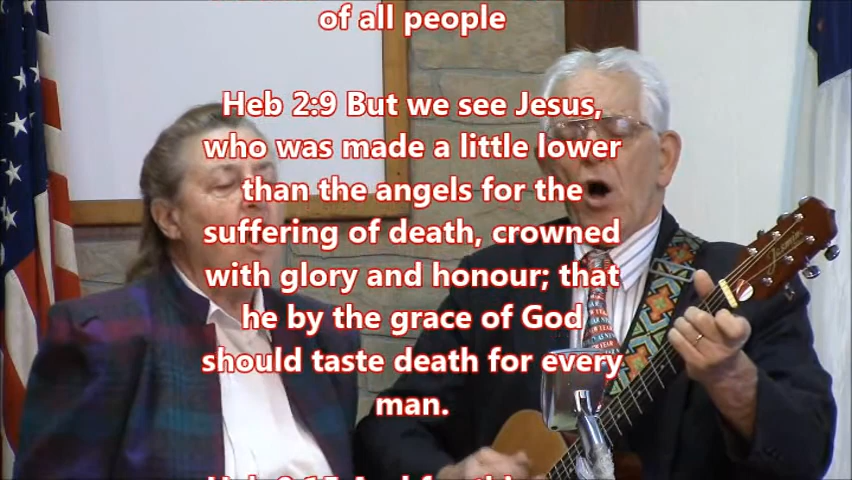 of all people
Heb 2:9 But we see Jesus,
who was made a little lower
than the angels for the
suffering of death, crowned
with glory and honour; that
he by the grace of God
should taste death for every
man.